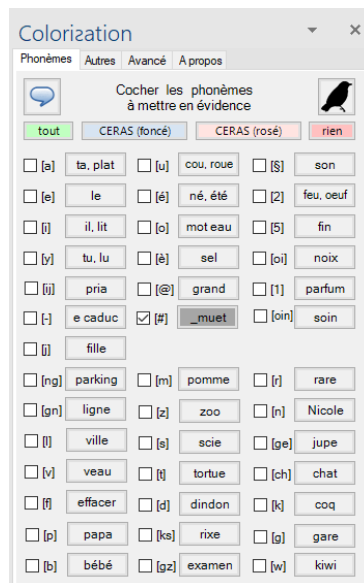 Colorization
Phonèmes Autres Avancé A propos
Cocher les phonèmes
à mettre en évidence
tout CERAS (foncé) CERAS (rosé) rien
[a] ta, plat [u] cou, roue [§] son
[e] le [é] né, été [2] feu, oeuf
[i] il, lit [o] mot eau [5] fin
[y] tu, lu [è] sel [oi] noix
[ij] pria [@] grand [1] parfum
[-] e caduc [#] _muet [oin] soin
[j] fille
[ng] parking [m] pomme [r] rare
[gn] ligne [z] zoo [n] Nicole
[l] ville [s] scie [ge] jupe
[v] veau [t] tortue [ch] chat
[f] effacer [d] dindon [k] coq
[p] papa [ks] rixe [g] gare
[b] bébé [gz] examen [w] kiwi